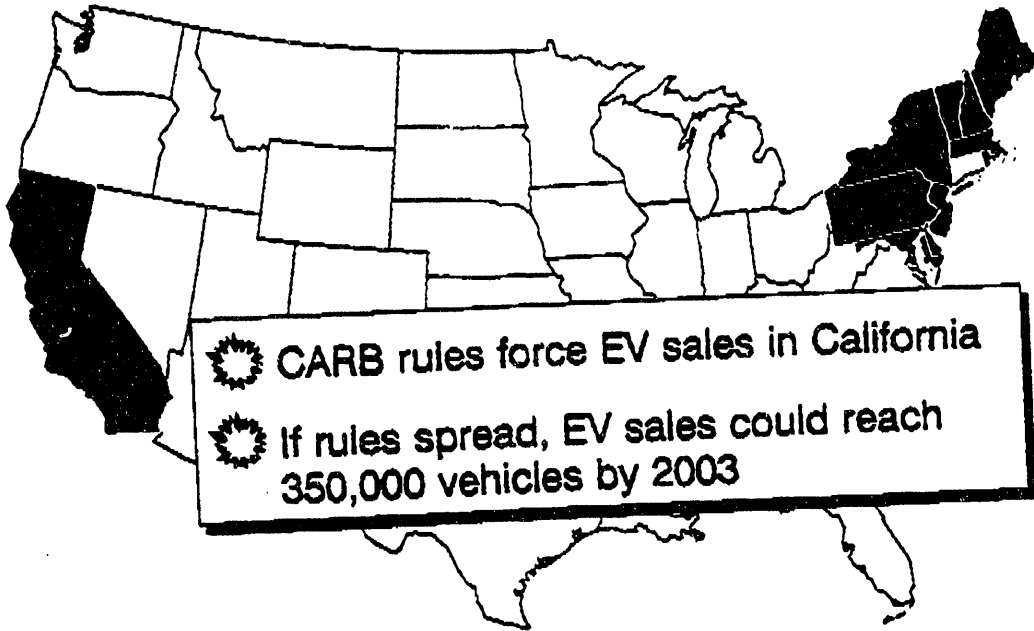 CARB rules force EV sales in California
If rules spread, EV sales could reach
350,000 vehicles by 2003